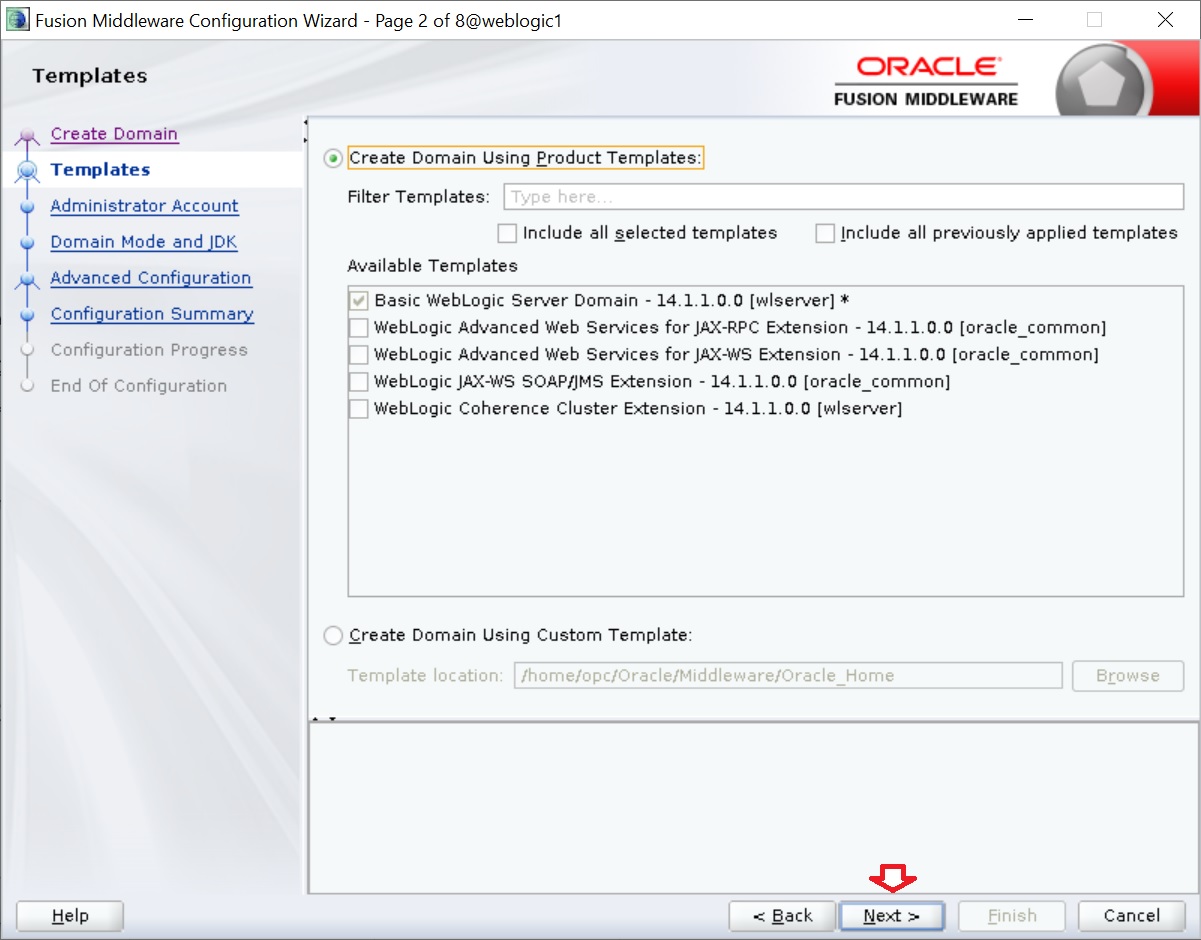 Fusion Middleware Configuration Wizard - Page 2 of 8@weblogic1
Templates
ORACLE
FUSION MIDDLEWARE
Create Domain
Templates
Administrator Account
Domain Mode and JDK
Advanced Configuration
Configuration Summary
Configuration Progress
End Of Configuration
Create Domain Using Product Templates:
Filter Templates: Type here...
Include all selected templates Include all previously applied templates
Available Templates
Basic WebLogic Server Domain - 14.1.1.0.0 [wlserver] *
WebLogic Advanced Web Services for JAX-RPC Extension - 14.1.1.0.0 [oracle_common]
WebLogic Advanced Web Services for JAX-WS Extension - 14.1.1.0.0 [oracle_common]
WebLogic JAX-WS SOAP/JMS Extension - 14.1.1.0.0 [oracle_common]
WebLogic Coherence Cluster Extension - 14.1.1.0.0 [wlserver]
Create Domain Using Custom Template:
Template location: /home/opc/Oracle/Middleware/Oracle_Home Browse
Help < Back Next > Finish Cancel